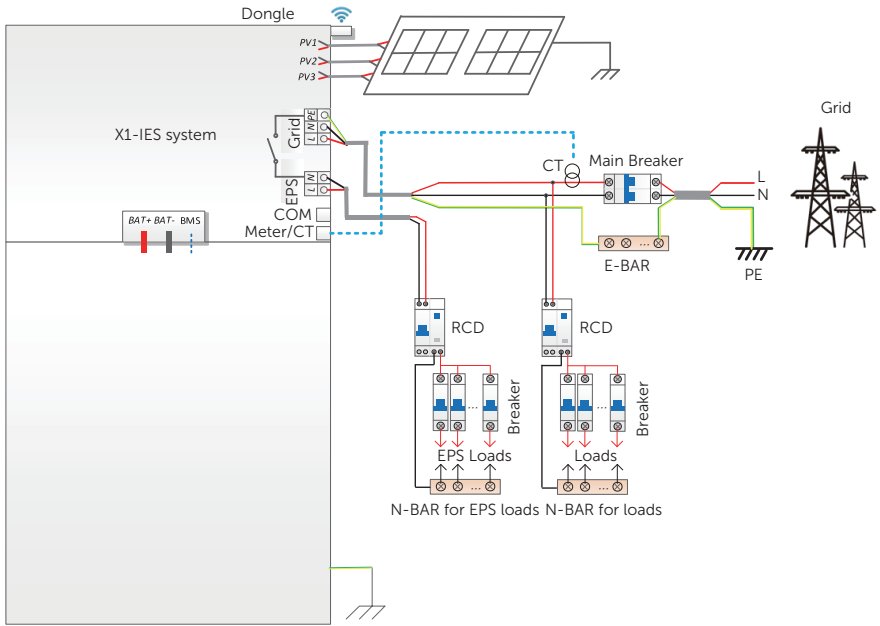 Dongle
PV1
PV2
PV3
X1-IES system
Grid
PE
N
L
EPS
N
L
COM
Meter/CT
BAT+ BAT- BMS
CT
Main Breaker
L
N
Grid
E-BAR
...
PE
RCD
RCD
...
Breaker
...
Breaker
EPS Loads
Loads
...
...
N-BAR for EPS loads
N-BAR for loads